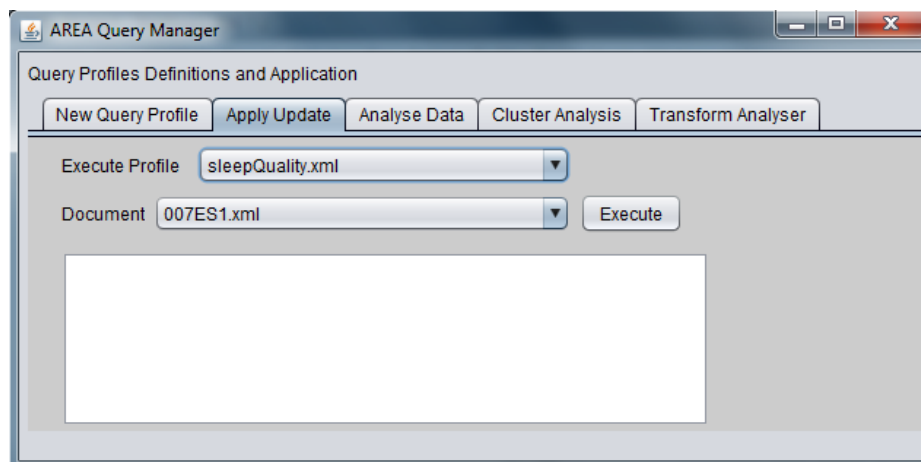 AREA Query Manager
Query Profiles Definitions and Application
New Query Profile Apply Update Analyse Data Cluster Analysis Transform Analyser
Execute Profile sleepQuality.xml
Document 007ES1.xml Execute